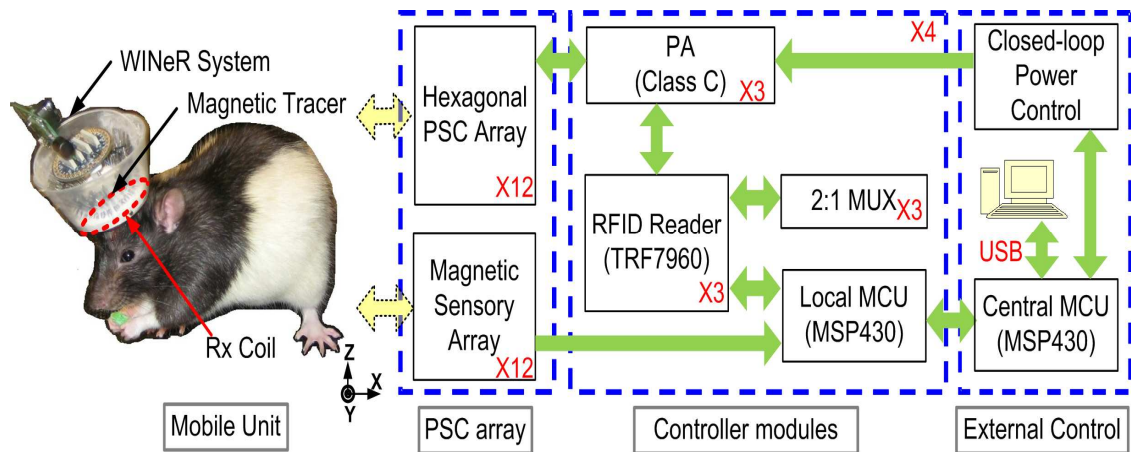 WINeR System
Magnetic Tracer
Rx Coil
Z
X
Y
Mobile Unit
Hexagonal
PSC Array
X12
Magnetic
Sensory
Array
X12
PSC array
PA
(Class C)
X3
X4
RFID Reader
(TRF7960)
X3
2:1 MUX
X3
Local MCU
(MSP430)
Controller modules
Closed-loop
Power
Control
USB
Central MCU
(MSP430)
External Control